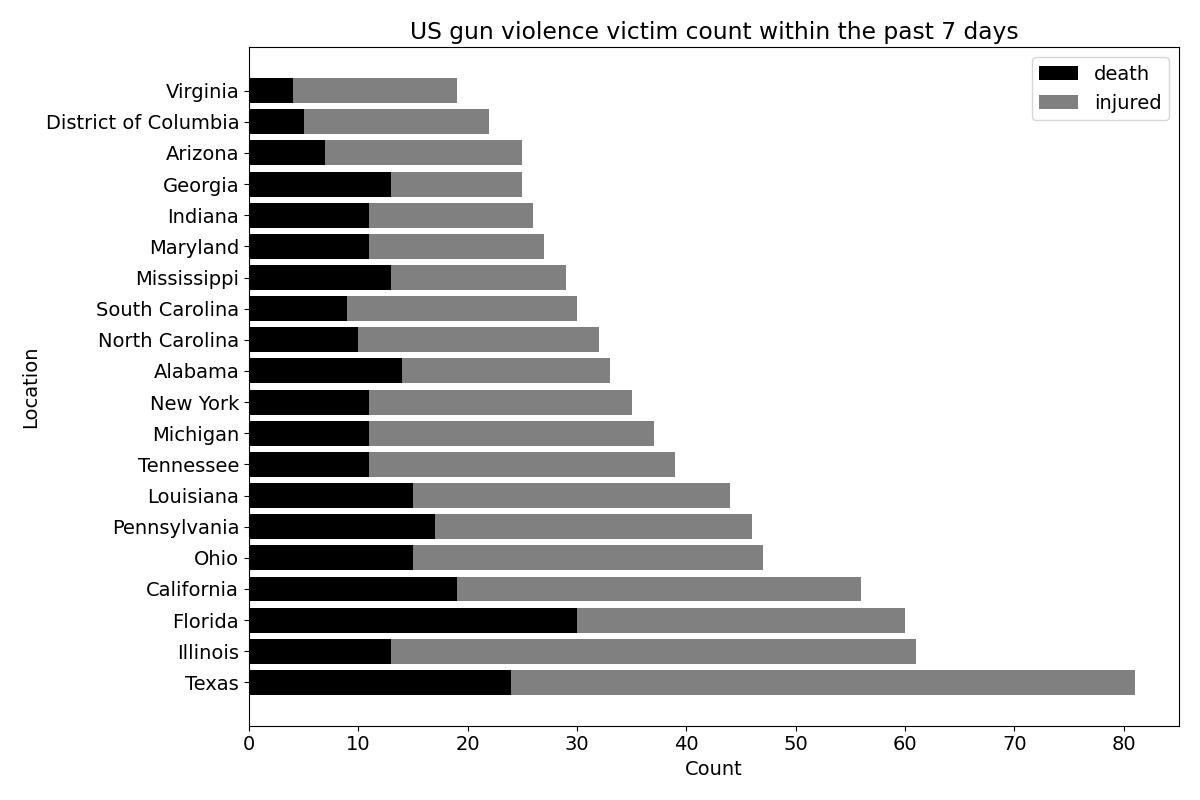 US gun violence victim count within the past 7 days
death
injured
Location
Virginia
District of Columbia
Arizona
Georgia
Indiana
Maryland
Mississippi
South Carolina
North Carolina
Alabama
New York
Michigan
Tennessee
Louisiana
Pennsylvania
Ohio
California
Florida
Illinois
Texas
0 10 20 30 40 50 60 70 80
Count